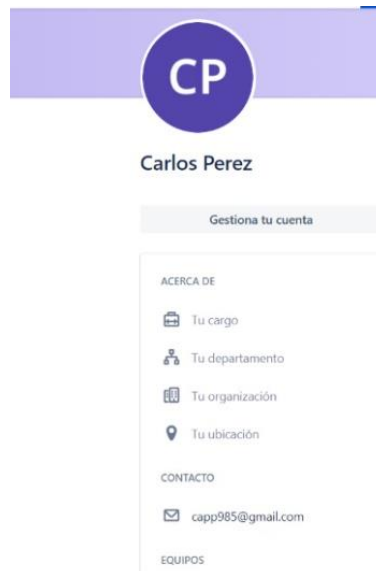 CP
Carlos Perez
Gestiona tu cuenta
ACERCA DE
Tu cargo
Tu departamento
Tu organización
Tu ubicación
CONTACTO
capp985@gmail.com
EQUIPOS